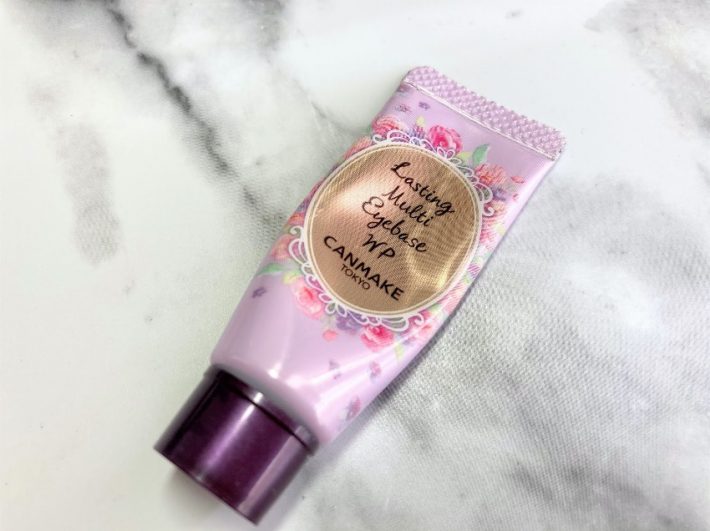 Lasting
Multi
Eyebase
WP
CANMAKE
TOKYO